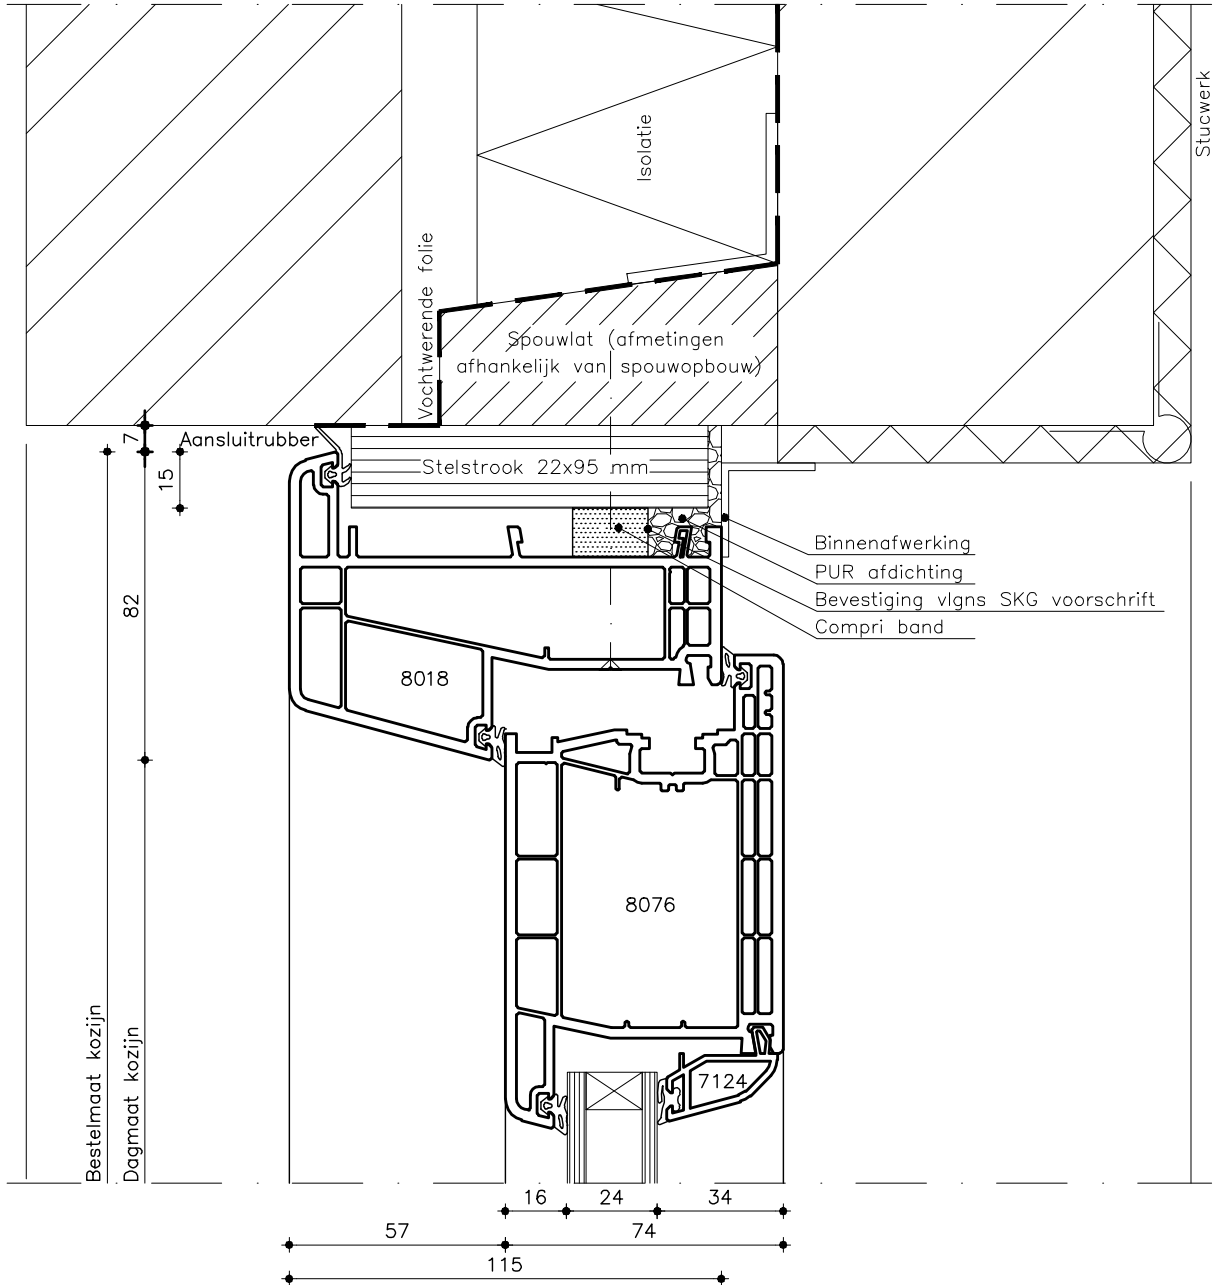 Stucwerk
Isolatie
Vochtwerende folie
Spouwlat (afmetingen
afhankelijk van spouwopbouw)
7
Aansluitrubber
15
Stelstrook 22x95 mm
Binnenafwerking
PUR afdichting
Bevestiging vlgns SKG voorschrift
Compri band
82
8018
8076
7124
Bestelmaat kozijn
Dagmaat kozijn
16
24
34
57
74
115